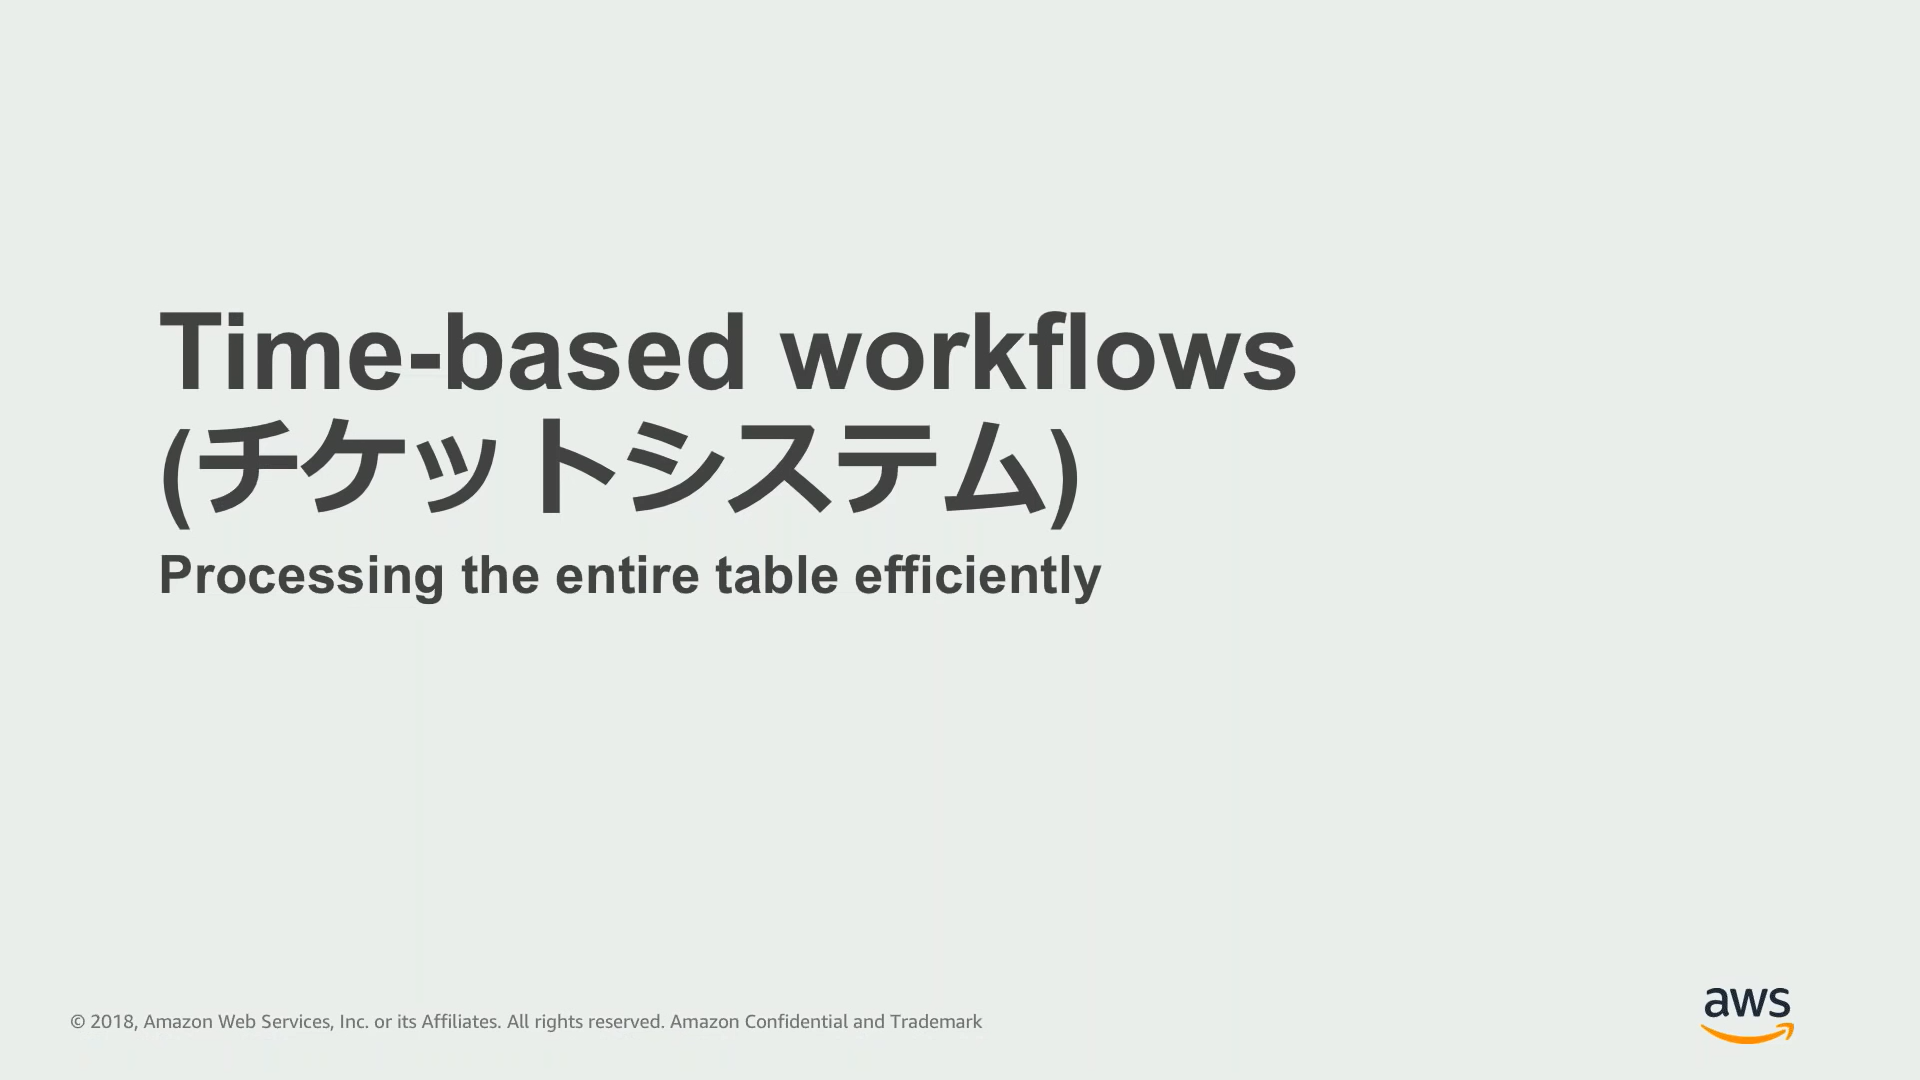 Time-based workflows
(チケットシステム)
Processing the entire table efficiently
© 2018, Amazon Web Services, Inc. or its Affiliates. All rights reserved. Amazon Confidential and Trademark
aws